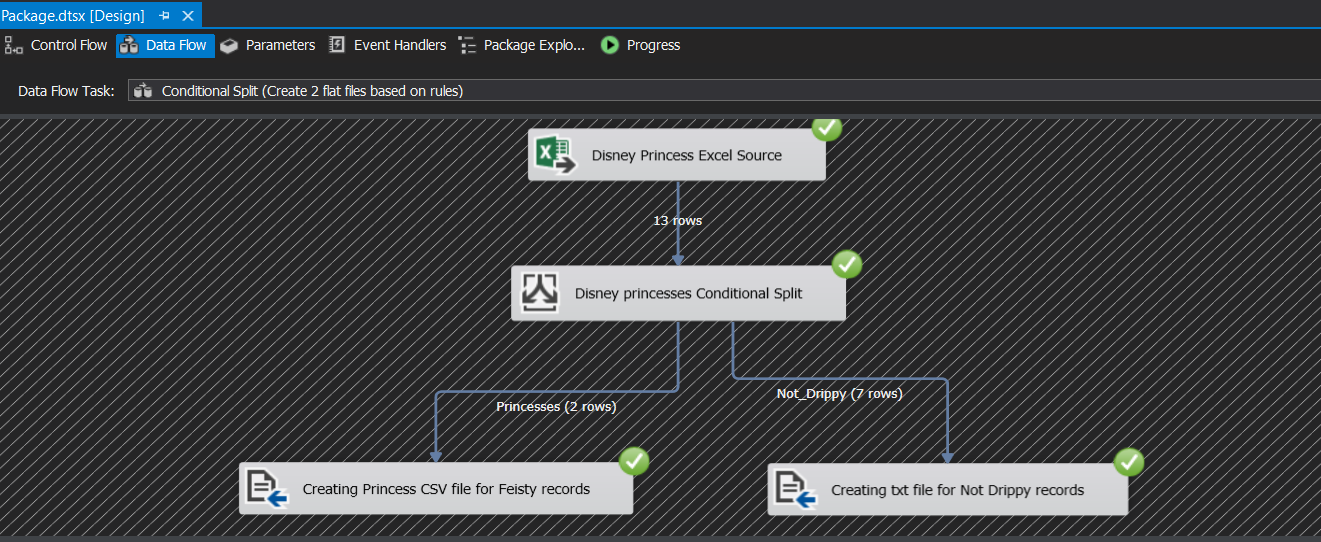 Package.dtsx [Design]
Control Flow Data Flow Parameters Event Handlers Package Explo... Progress
Data Flow Task: Conditional Split (Create 2 flat files based on rules)
Disney Princess Excel Source
13 rows
Disney princesses Conditional Split
Princesses (2 rows)
Not_Drippy (7 rows)
Creating Princess CSV file for Feisty records
Creating txt file for Not Drippy records